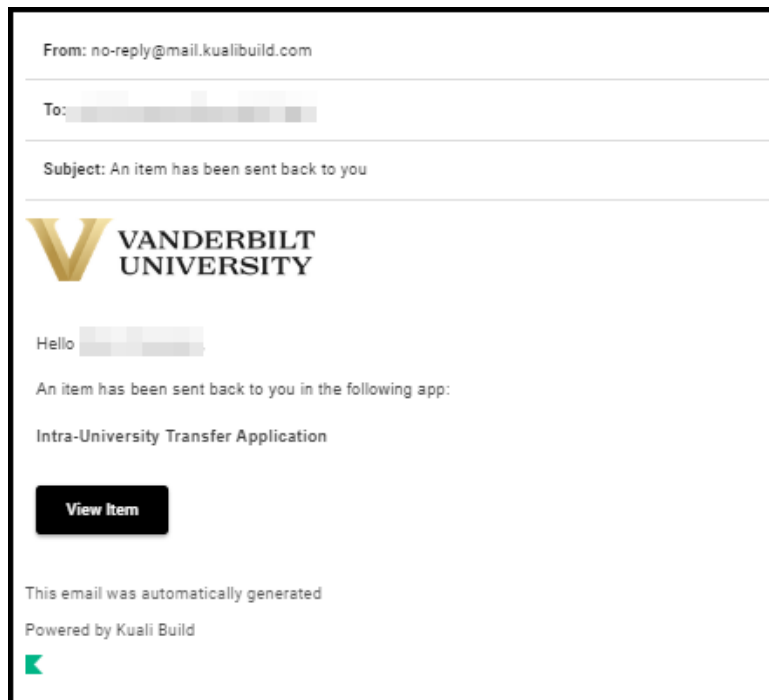 From: no-reply@mail.kualibuild.com
To:
Subject: An item has been sent back to you
VANDERBILT
UNIVERSITY
Hello
An item has been sent back to you in the following app:
Intra-University Transfer Application
View Item
This email was automatically generated
Powered by Kuali Build